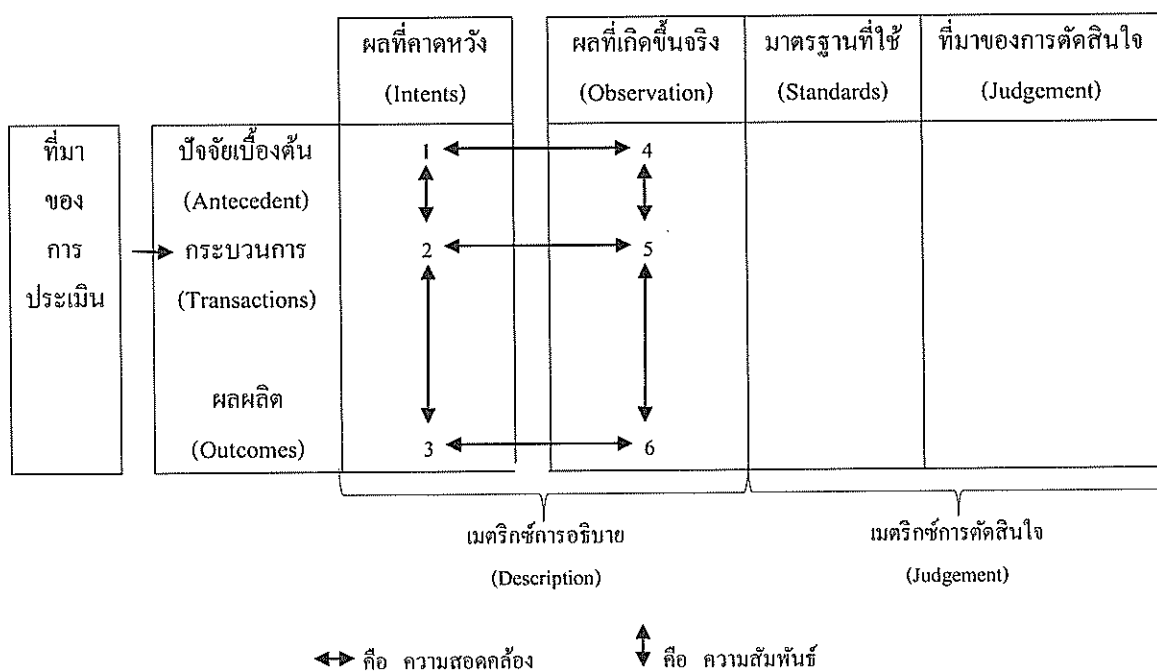 ผลที่คาดหวัง ผลที่เกิดขึ้นจริง มาตรฐานที่ใช้ ที่มาของการตัดสินใจ
(Intents) (Observation) (Standards) (Judgement)
ที่มา ปัจจัยเบื้องต้น 1 4
ของ (Antecedent)
การ กระบวนการ 2 5
ประเมิน (Transactions)
ผลผลิต
(Outcomes) 3 6
เมตริกซ์การอธิบาย เมตริกซ์การตัดสินใจ
(Description) (Judgement)
คือ ความสอดคล้อง คือ ความสัมพันธ์